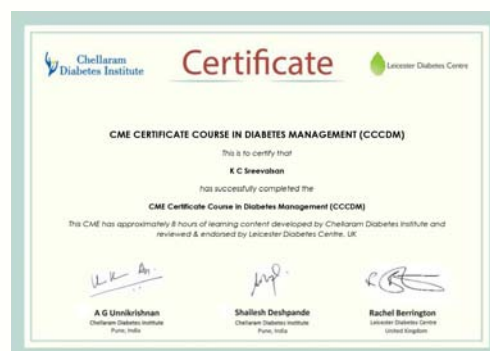 Chellaram
Diabetes Institute
Certificate
Leicester Diabetes Centre
CME CERTIFICATE COURSE IN DIABETES MANAGEMENT (CCCDM)
This is to certify that
K C Sreevalsan
has successfully completed the
CME Certificate Course in Diabetes Management (CCCDM)
This CME has approximately 8 hours of learning content developed by Chellaram Diabetes Institute and
reviewed & endorsed by Leicester Diabetes Centre, UK
A G Unnikrishnan
Chellaram Diabetes Institute
Pune, India
Shailesh Deshpande
Chellaram Diabetes Institute
Pune, India
Rachel Berrington
Leicester Diabetes Centre
United Kingdom